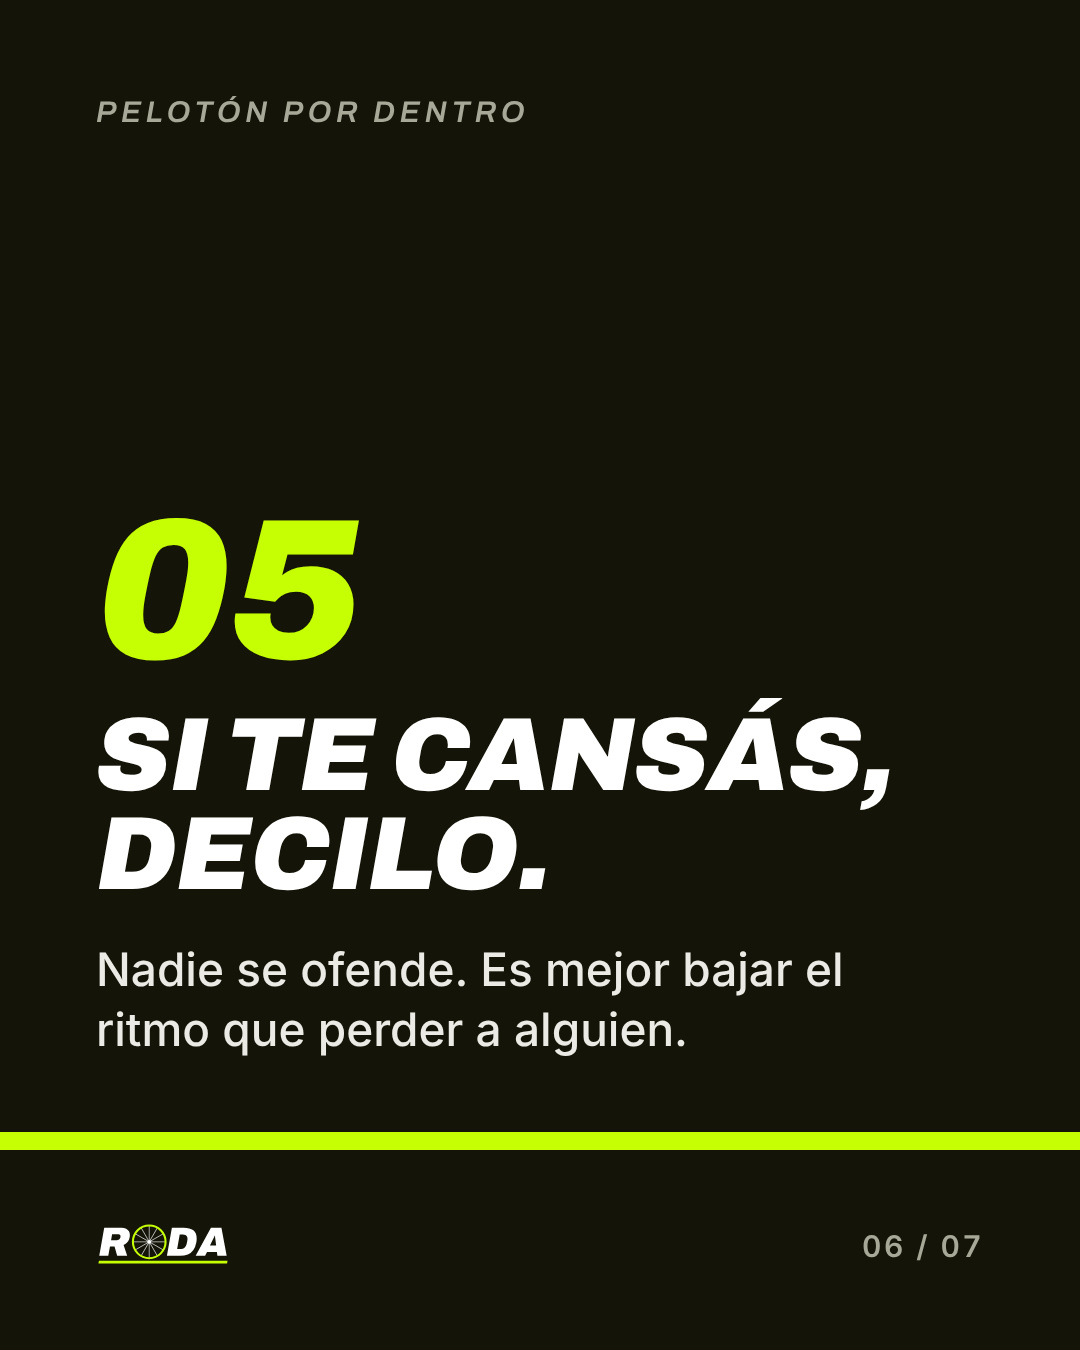 PELOTÓN POR DENTRO
05
SI TE CANSÁS,
DECILO.
Nadie se ofende. Es mejor bajar el
ritmo que perder a alguien.
RODA
06 / 07